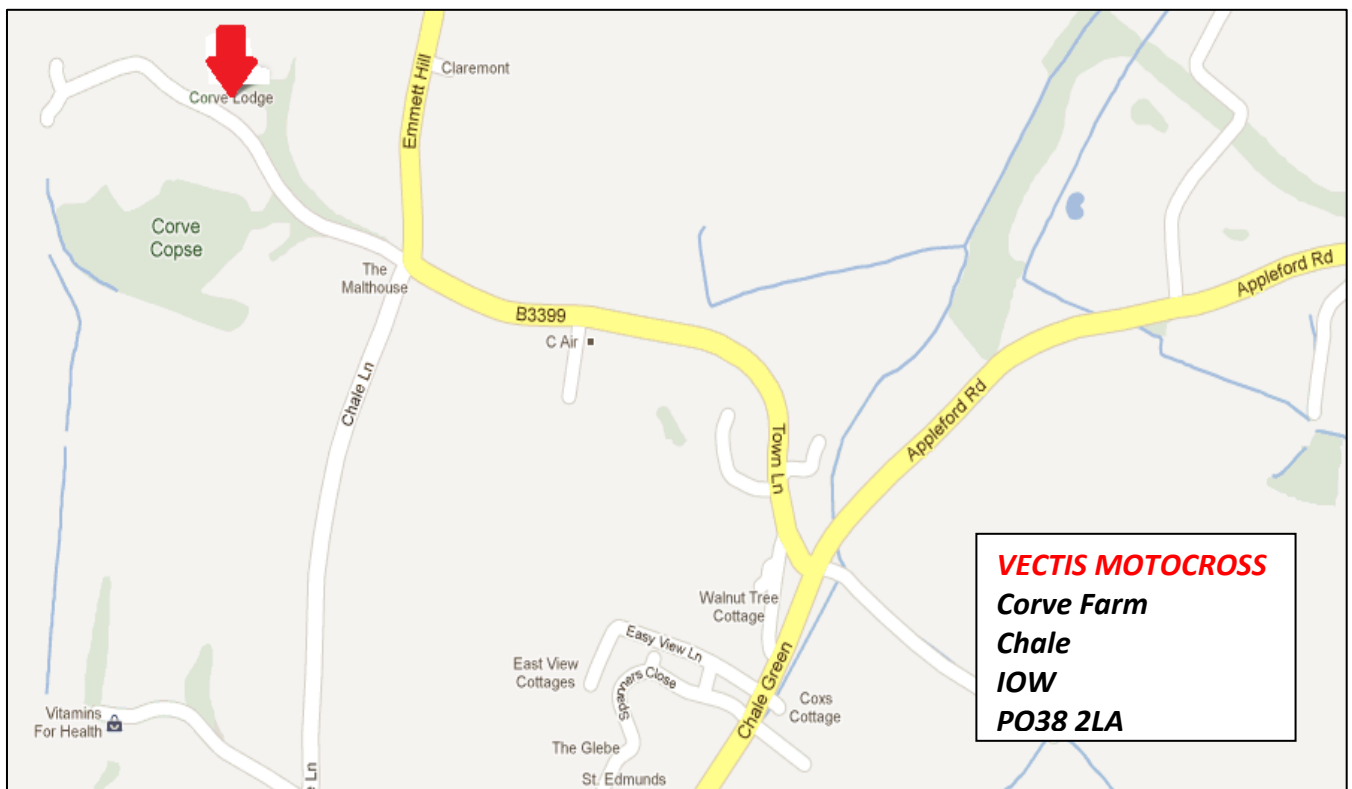 Claremont
Corve Lodge
Emmett Hill
Corve
Copse
The
Malthouse
Appleford Rd
B3399
C Air
Chale Ln
Appleford Rd
Town Ln
VECTIS MOTOCROSS
Corve Farm
Chale
IOW
PO38 2LA
Walnut Tree
Cottage
Easy View Ln
East View
Cottages
Spanners Close
Chale Green
Coxs
Cottage
Vitamins
For Health
The Glebe
St. Edmunds